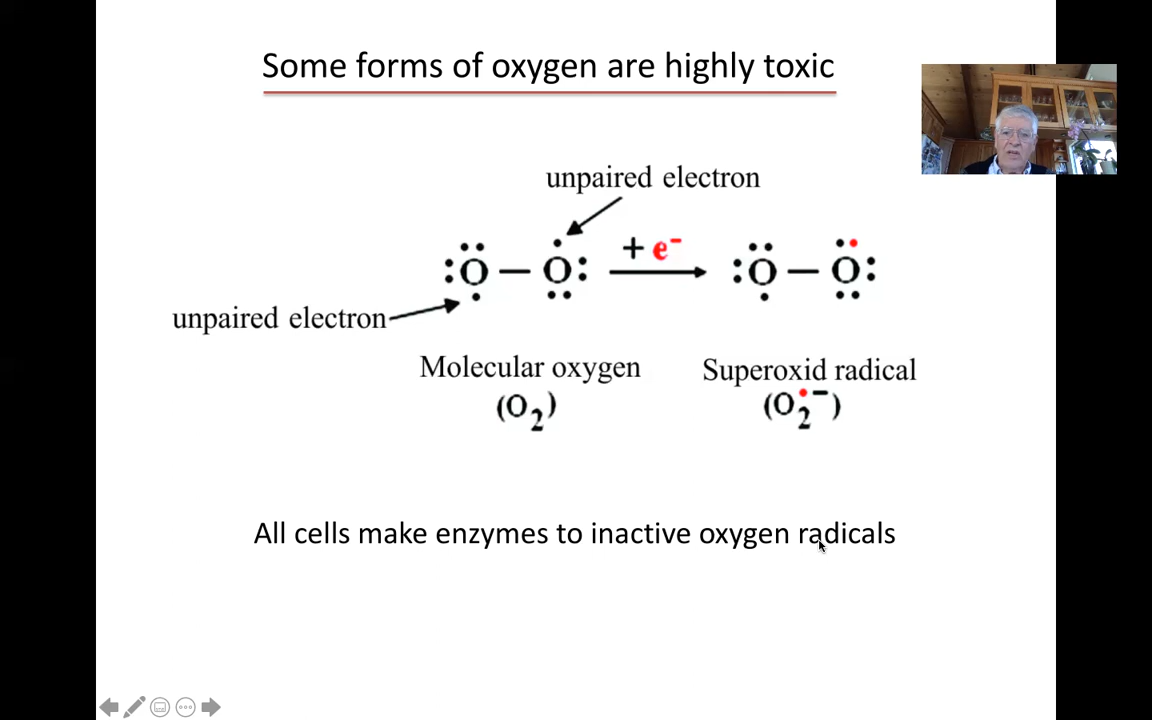 Some forms of oxygen are highly toxic
unpaired electron
:Ö — Ȯ: + e⁻ :Ö — Ö:
unpaired electron
Molecular oxygen Superoxid radical
(O₂) (O₂•⁻)
All cells make enzymes to inactive oxygen radicals